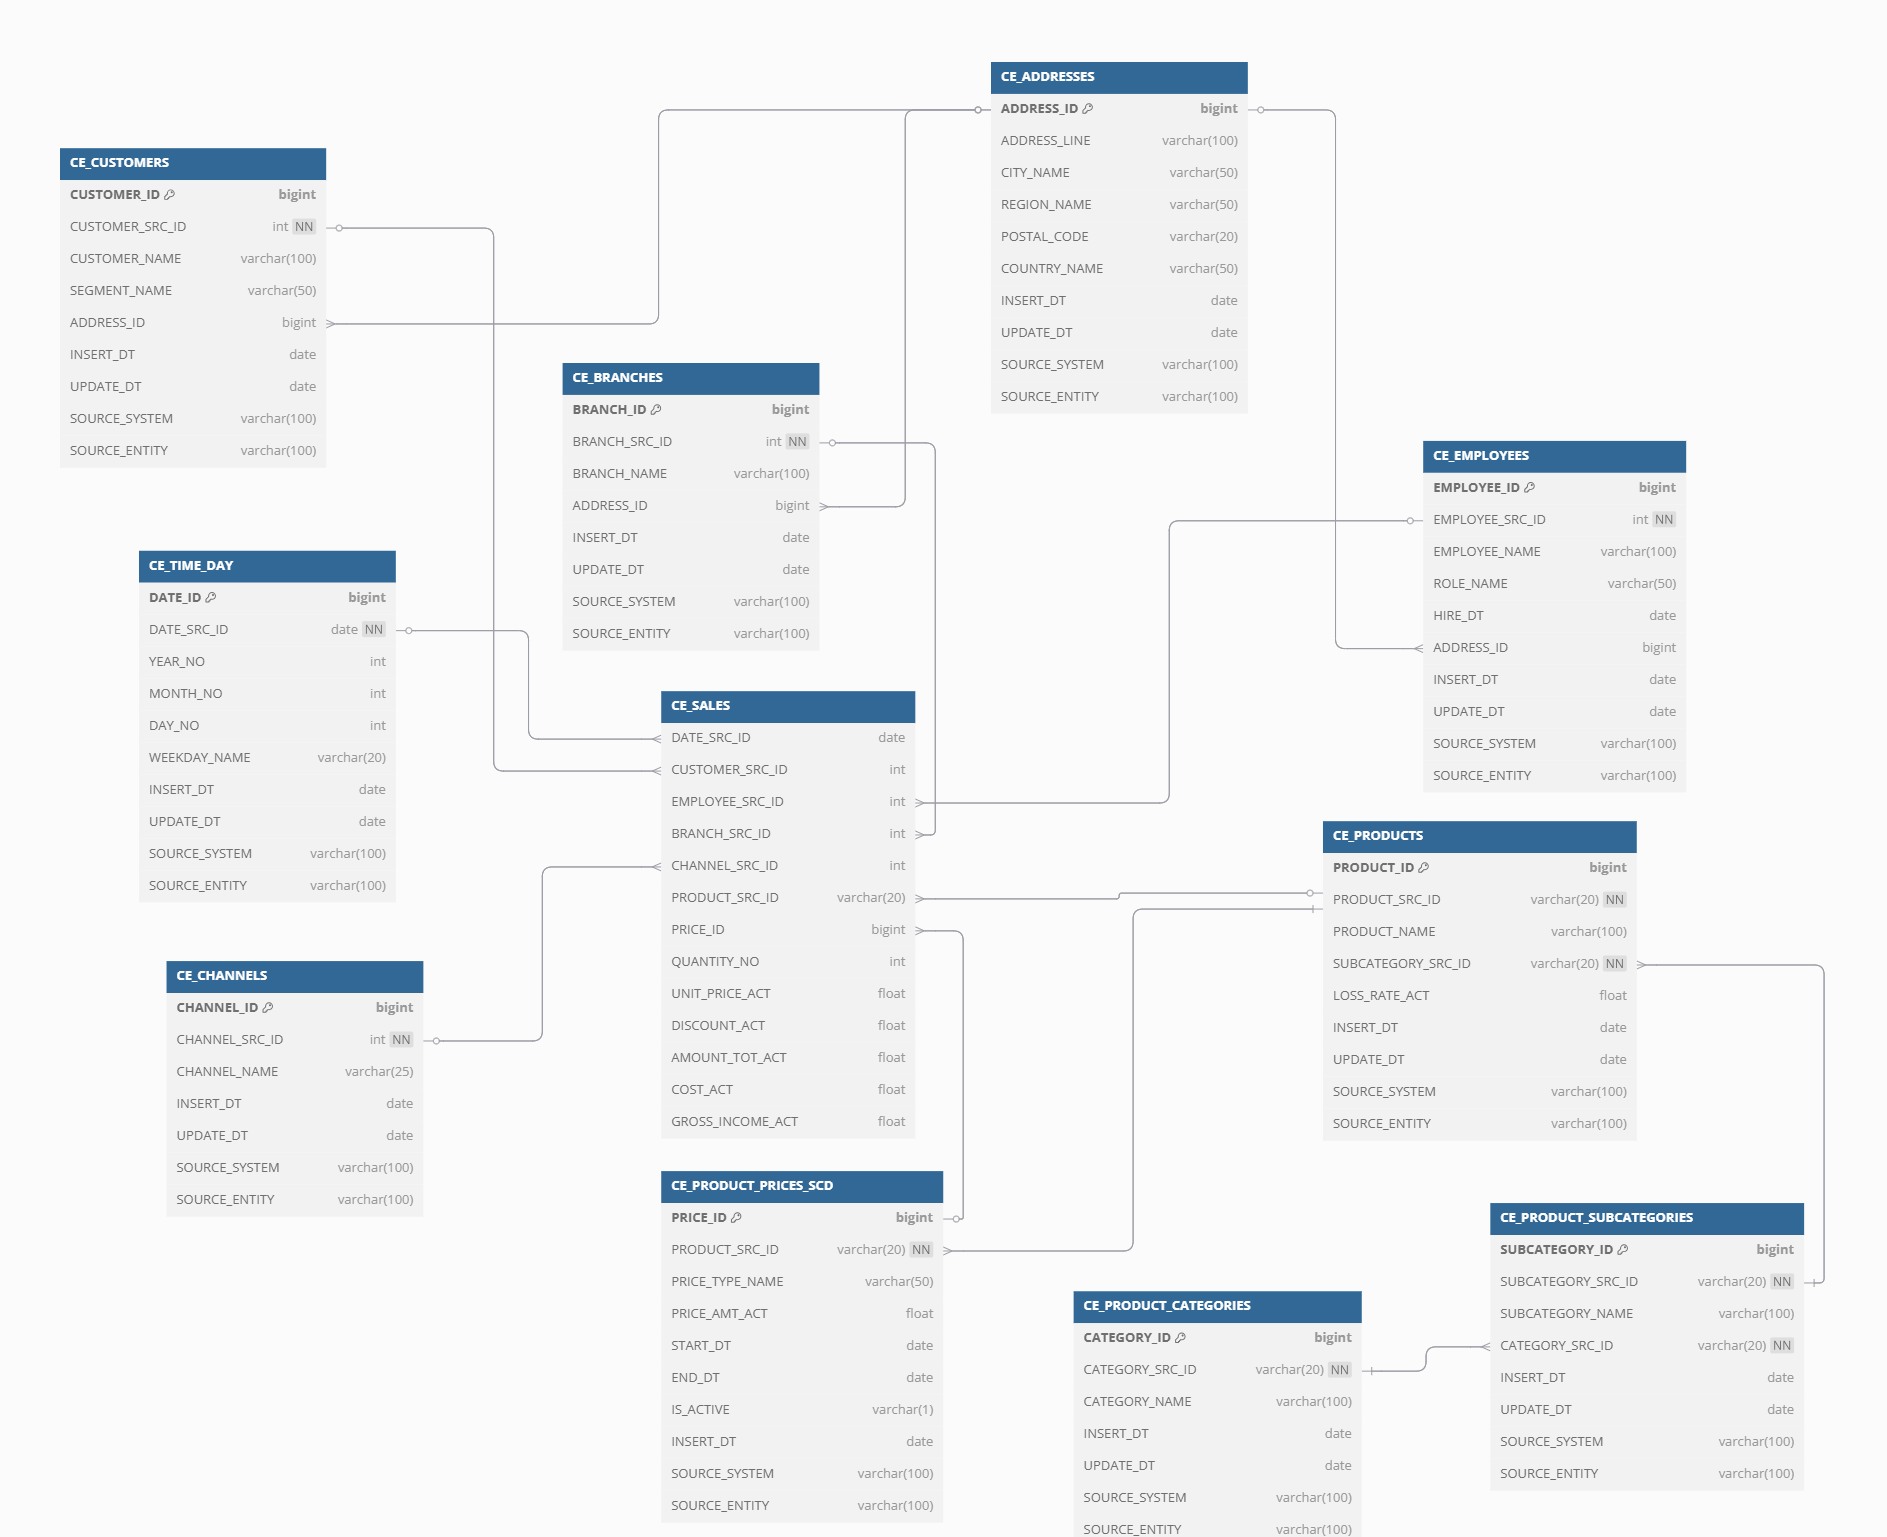 CE_ADDRESSES
ADDRESS_ID bigint
ADDRESS_LINE varchar(100)
CITY_NAME varchar(50)
REGION_NAME varchar(50)
POSTAL_CODE varchar(20)
COUNTRY_NAME varchar(50)
INSERT_DT date
UPDATE_DT date
SOURCE_SYSTEM varchar(100)
SOURCE_ENTITY varchar(100)
CE_CUSTOMERS
CUSTOMER_ID bigint
CUSTOMER_SRC_ID int NN
CUSTOMER_NAME varchar(100)
SEGMENT_NAME varchar(50)
ADDRESS_ID bigint
INSERT_DT date
UPDATE_DT date
SOURCE_SYSTEM varchar(100)
SOURCE_ENTITY varchar(100)
CE_BRANCHES
BRANCH_ID bigint
BRANCH_SRC_ID int NN
BRANCH_NAME varchar(100)
ADDRESS_ID bigint
INSERT_DT date
UPDATE_DT date
SOURCE_SYSTEM varchar(100)
SOURCE_ENTITY varchar(100)
CE_EMPLOYEES
EMPLOYEE_ID bigint
EMPLOYEE_SRC_ID int NN
EMPLOYEE_NAME varchar(100)
ROLE_NAME varchar(50)
HIRE_DT date
ADDRESS_ID bigint
INSERT_DT date
UPDATE_DT date
SOURCE_SYSTEM varchar(100)
SOURCE_ENTITY varchar(100)
CE_TIME_DAY
DATE_ID bigint
DATE_SRC_ID date NN
YEAR_NO int
MONTH_NO int
DAY_NO int
WEEKDAY_NAME varchar(20)
INSERT_DT date
UPDATE_DT date
SOURCE_SYSTEM varchar(100)
SOURCE_ENTITY varchar(100)
CE_SALES
DATE_SRC_ID date
CUSTOMER_SRC_ID int
EMPLOYEE_SRC_ID int
BRANCH_SRC_ID int
CHANNEL_SRC_ID int
PRODUCT_SRC_ID varchar(20)
PRICE_ID bigint
QUANTITY_NO int
UNIT_PRICE_ACT float
DISCOUNT_ACT float
AMOUNT_TOT_ACT float
COST_ACT float
GROSS_INCOME_ACT float
CE_PRODUCTS
PRODUCT_ID bigint
PRODUCT_SRC_ID varchar(20) NN
PRODUCT_NAME varchar(100)
SUBCATEGORY_SRC_ID varchar(20) NN
LOSS_RATE_ACT float
INSERT_DT date
UPDATE_DT date
SOURCE_SYSTEM varchar(100)
SOURCE_ENTITY varchar(100)
CE_CHANNELS
CHANNEL_ID bigint
CHANNEL_SRC_ID int NN
CHANNEL_NAME varchar(25)
INSERT_DT date
UPDATE_DT date
SOURCE_SYSTEM varchar(100)
SOURCE_ENTITY varchar(100)
CE_PRODUCT_PRICES_SCD
PRICE_ID bigint
PRODUCT_SRC_ID varchar(20) NN
PRICE_TYPE_NAME varchar(50)
PRICE_AMT_ACT float
START_DT date
END_DT date
IS_ACTIVE varchar(1)
INSERT_DT date
SOURCE_SYSTEM varchar(100)
SOURCE_ENTITY varchar(100)
CE_PRODUCT_SUBCATEGORIES
SUBCATEGORY_ID bigint
SUBCATEGORY_SRC_ID varchar(20) NN
SUBCATEGORY_NAME varchar(100)
CATEGORY_SRC_ID varchar(20) NN
INSERT_DT date
UPDATE_DT date
SOURCE_SYSTEM varchar(100)
SOURCE_ENTITY varchar(100)
CE_PRODUCT_CATEGORIES
CATEGORY_ID bigint
CATEGORY_SRC_ID varchar(20) NN
CATEGORY_NAME varchar(100)
INSERT_DT date
UPDATE_DT date
SOURCE_SYSTEM varchar(100)
SOURCE_ENTITY varchar(100)